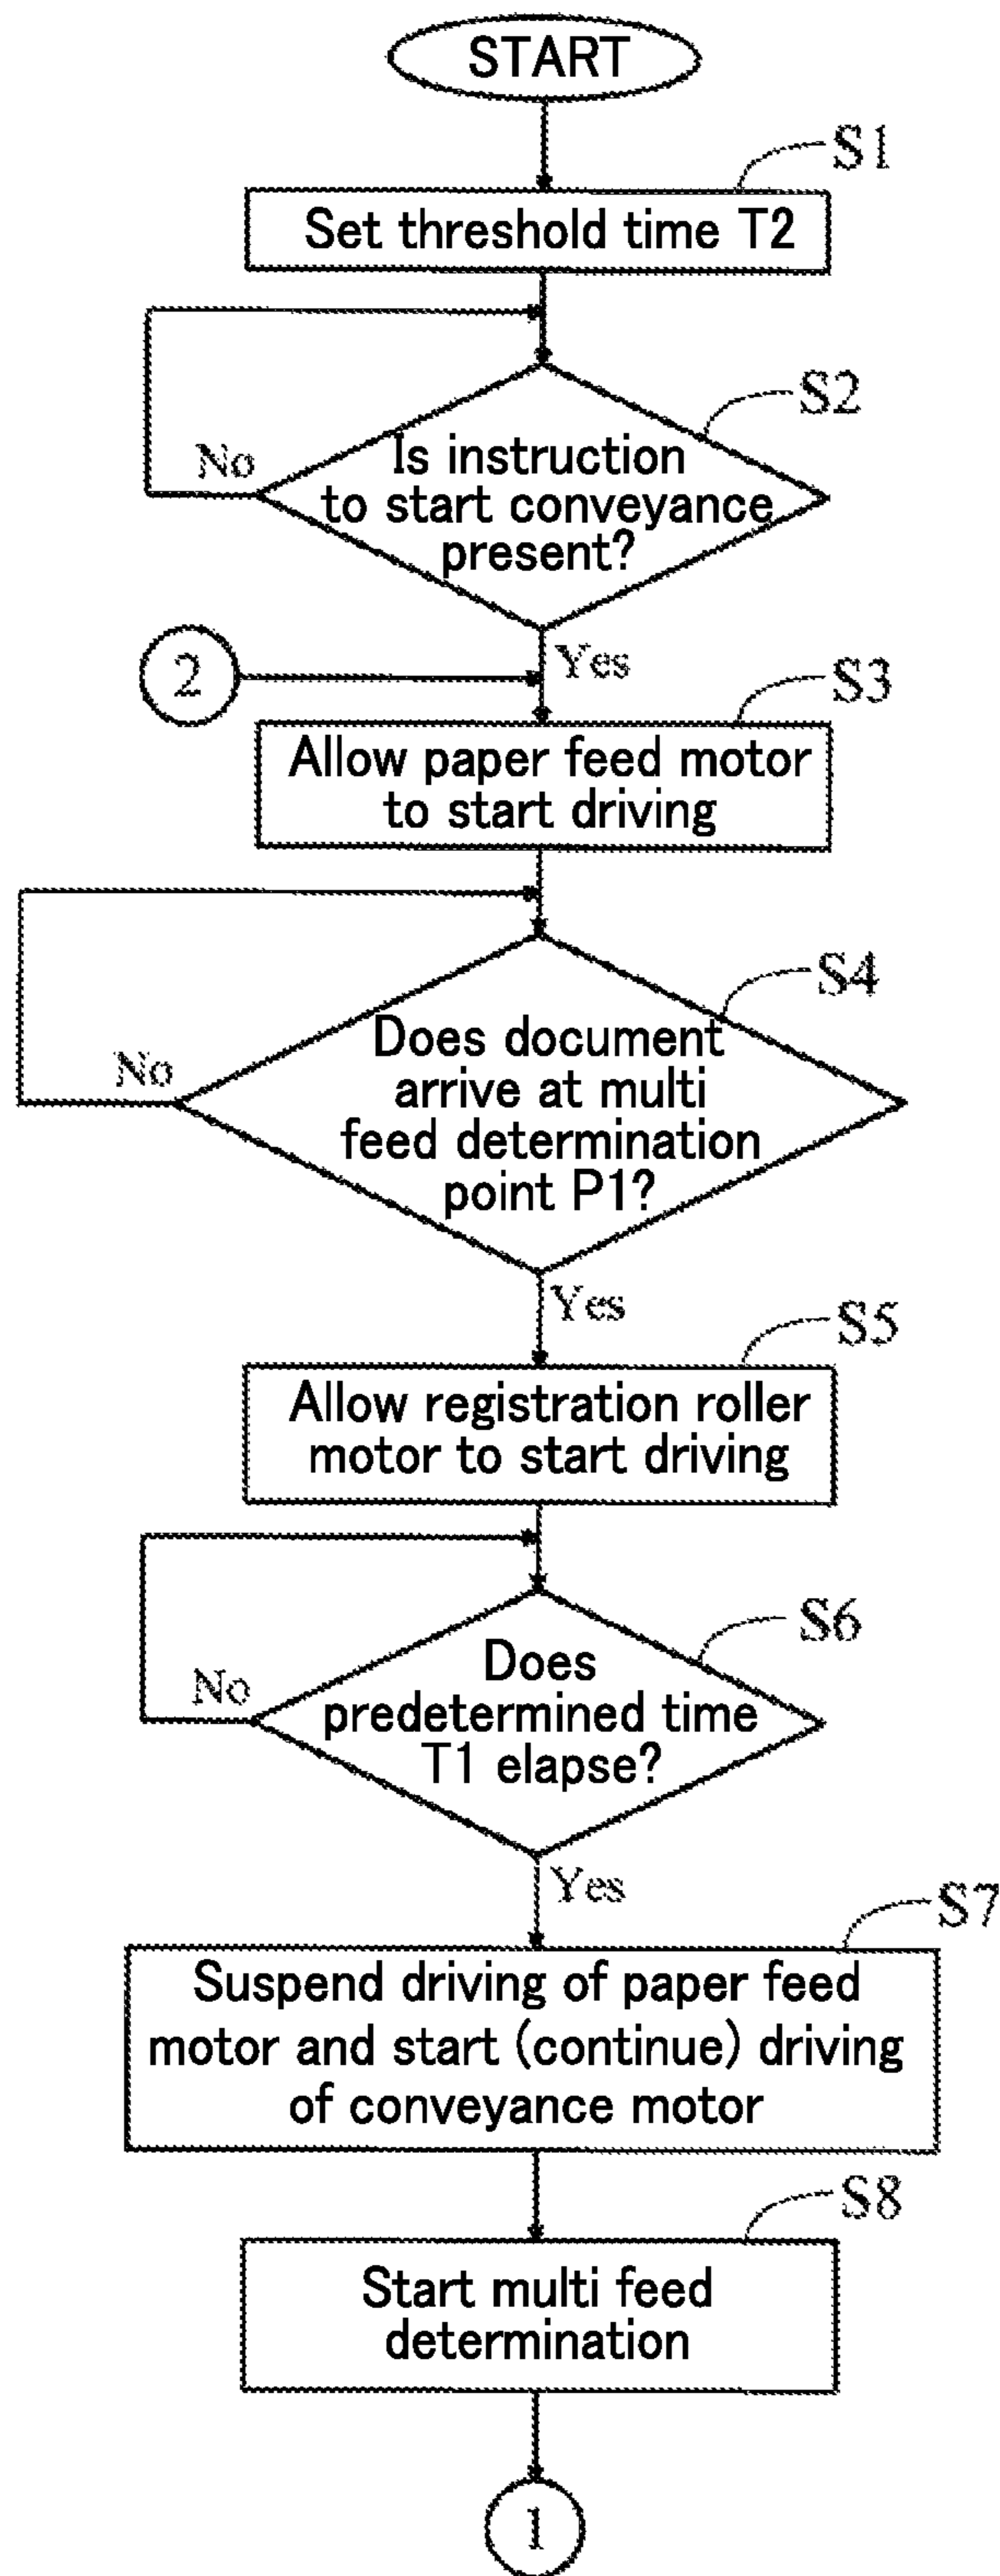 START
S1
Set threshold time T2
S2
Is instruction
to start conveyance
present?
No
Yes
2
S3
Allow paper feed motor
to start driving
S4
Does document
arrive at multi
feed determination
point P1?
No
Yes
S5
Allow registration roller
motor to start driving
S6
Does
predetermined time
T1 elapse?
No
Yes
S7
Suspend driving of paper feed
motor and start (continue) driving
of conveyance motor
S8
Start multi feed
determination
1